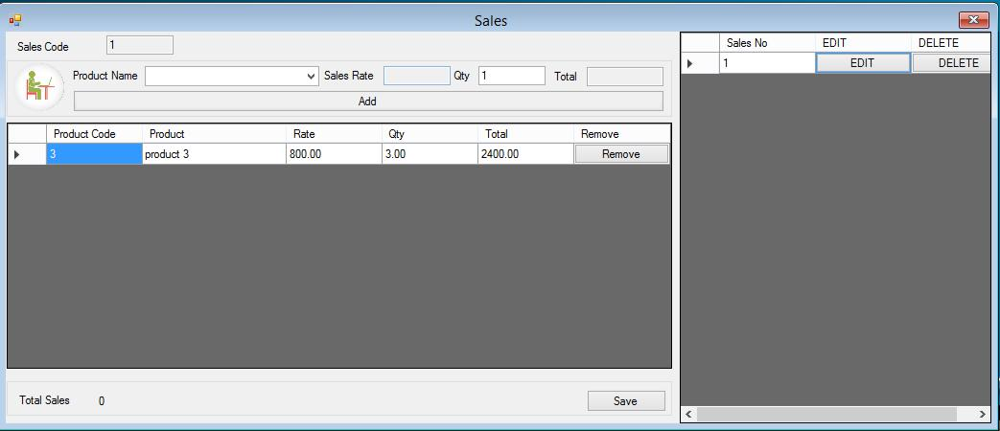 Sales
Sales Code 1
Product Name Sales Rate Qty 1 Total
Add
Product Code Product Rate Qty Total Remove
3 product 3 800.00 3.00 2400.00 Remove
Total Sales 0 Save
Sales No EDIT DELETE
1 EDIT DELETE